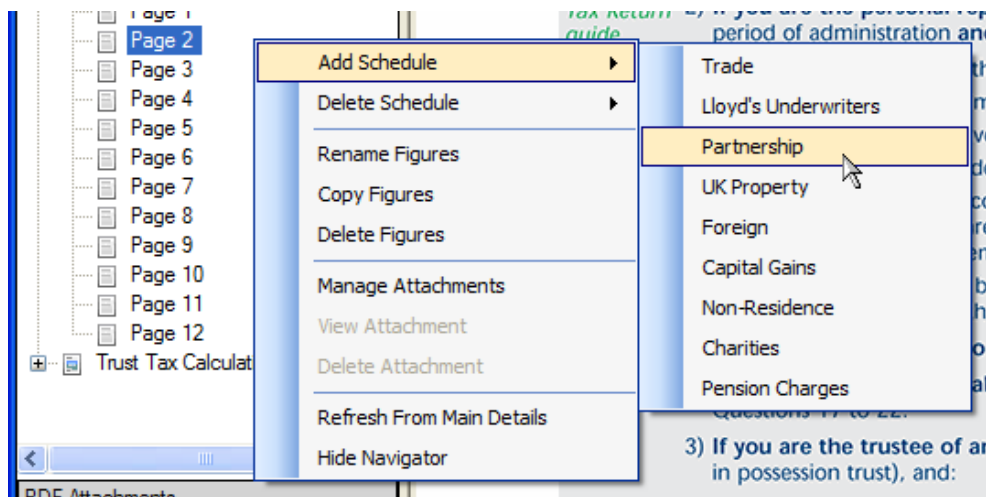 Page 1
Page 2
Page 3
Page 4
Page 5
Page 6
Page 7
Page 8
Page 9
Page 10
Page 11
Page 12
Trust Tax Calculat
Add Schedule
Delete Schedule
Rename Figures
Copy Figures
Delete Figures
Manage Attachments
View Attachment
Delete Attachment
Refresh From Main Details
Hide Navigator
Trade
Lloyd's Underwriters
Partnership
UK Property
Foreign
Capital Gains
Non-Residence
Charities
Pension Charges
Tax Return
guide
2) If you are the personal rep
period of administration and
Questions 17 to 22.
3) If you are the trustee of an
in possession trust), and:
PDF Attachments